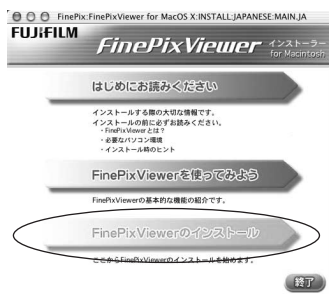 FinePix:FinePixViewer for MacOS X:INSTALL:JAPANESE:MAIN.JA
FUJIFILM
FinePixViewer インストーラー
for Macintosh
はじめにお読みください
インストールする際の大切な情報です。
インストールの前に必ずお読みください。
・FinePixViewerとは？
・必要なパソコン環境
・インストール時のヒント
FinePixViewerを使ってみよう
FinePixViewerの基本的な機能の紹介です。
FinePixViewerのインストール
ここからFinePixViewerのインストールを始めます。
終了